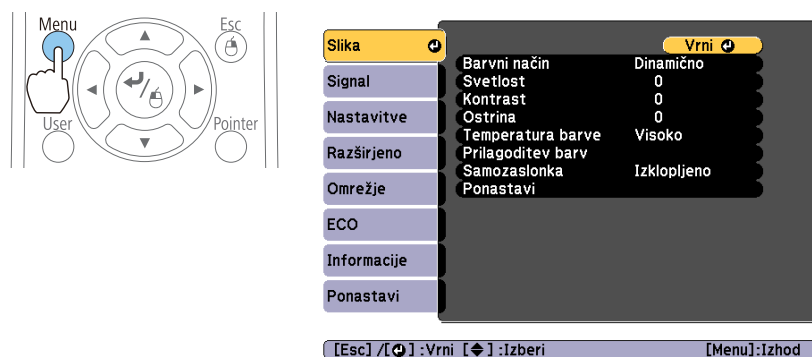 Menu
Esc
User
Pointer
Slika
Signal
Nastavitve
Razširjeno
Omrežje
ECO
Informacije
Ponastavi
Vrni
Barvni način Dinamično
Svetlost 0
Kontrast 0
Ostrina 0
Temperatura barve Visoko
Prilagoditev barv
Samozaslonka Izklopljeno
Ponastavi
[Esc] /[ ] :Vrni [ ] :Izberi [Menu]:Izhod